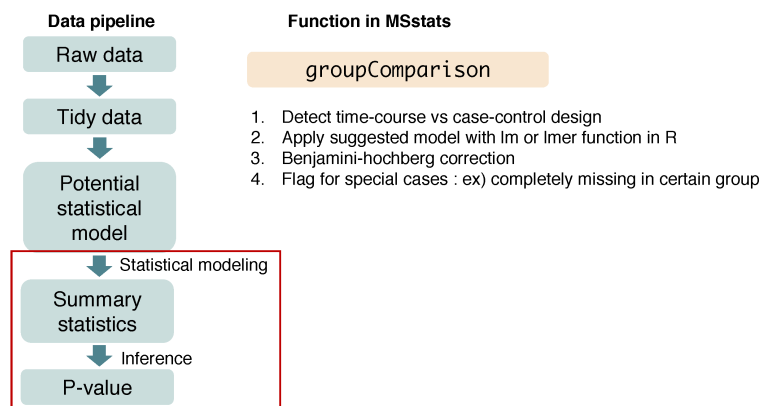 Data pipeline
Raw data
Tidy data
Potential
statistical
model
Statistical modeling
Summary
statistics
Inference
P-value
Function in MSstats
groupComparison
1. Detect time-course vs case-control design
2. Apply suggested model with lm or lmer function in R
3. Benjamini-hochberg correction
4. Flag for special cases : ex) completely missing in certain group